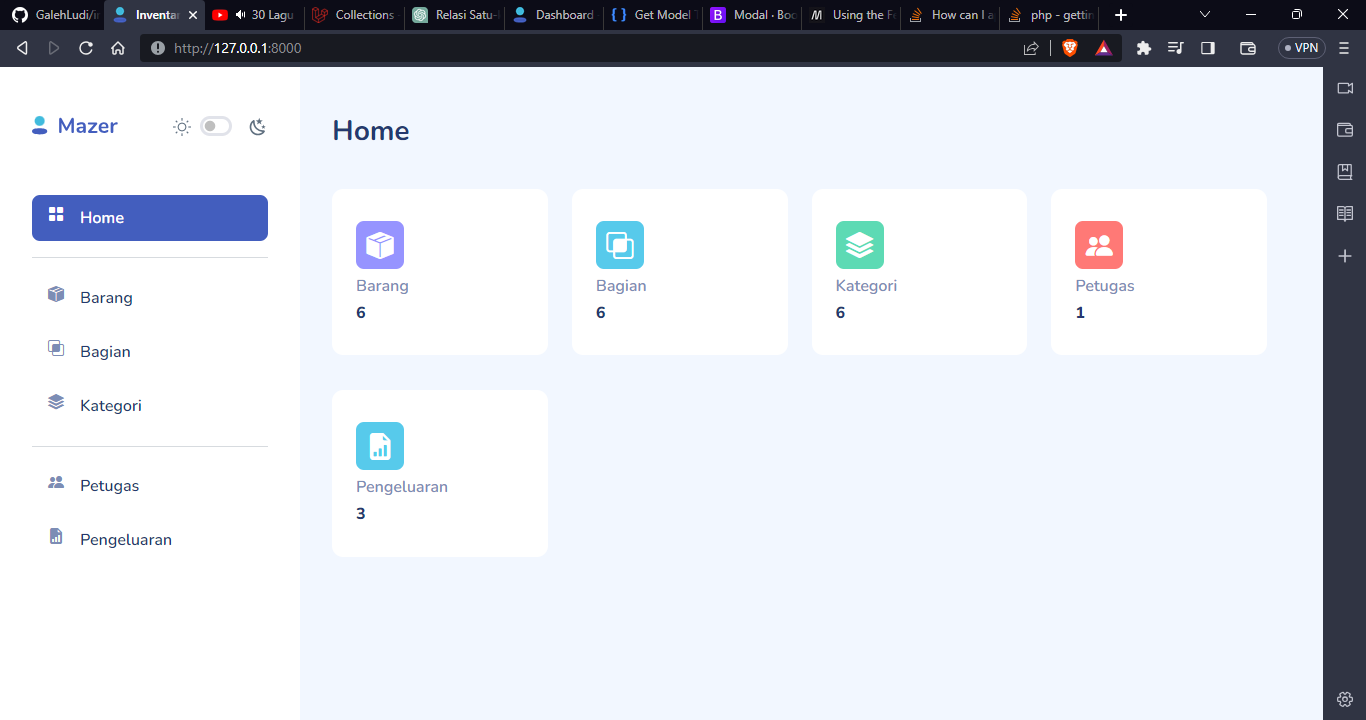 GalehLudi/i
Inventar
30 Lagu
Collections
Relasi Satu-
Dashboard
Get Model
Modal · Boo
Using the F
How can I a
php - gettin
http://127.0.0.1:8000
VPN
Mazer
Home
Home
Barang
Bagian
Kategori
Petugas
Pengeluaran
Barang
6
Bagian
6
Kategori
6
Petugas
1
Pengeluaran
3